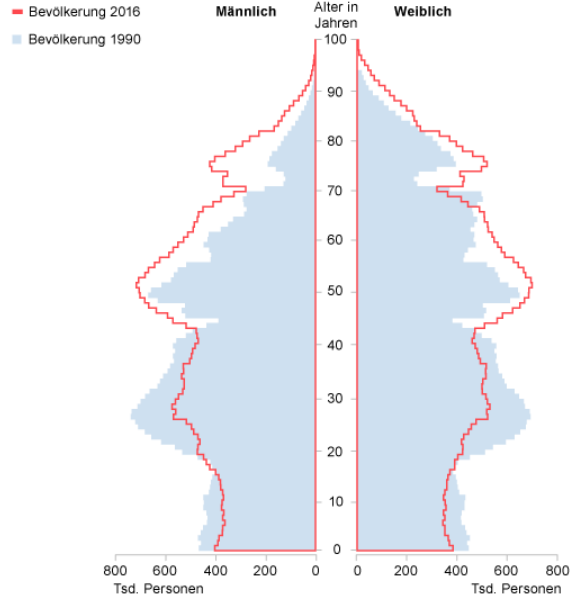 Bevölkerung 2016
Bevölkerung 1990
Männlich
Alter in
Jahren
Weiblich
100
90
80
70
60
50
40
30
20
10
0
800 600 400 200 0
Tsd. Personen
0 200 400 600 800
Tsd. Personen